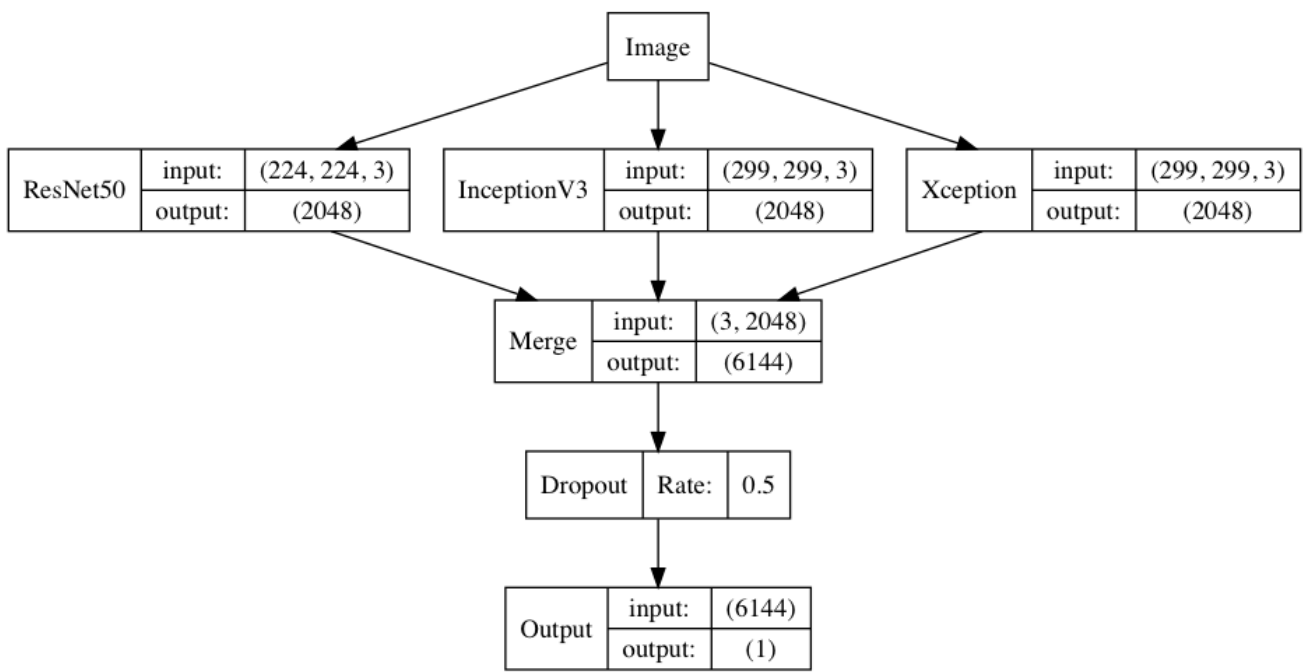 Image
ResNet50
input: (224, 224, 3)
output: (2048)
InceptionV3
input: (299, 299, 3)
output: (2048)
Xception
input: (299, 299, 3)
output: (2048)
Merge
input: (3, 2048)
output: (6144)
Dropout Rate: 0.5
Output
input: (6144)
output: (1)